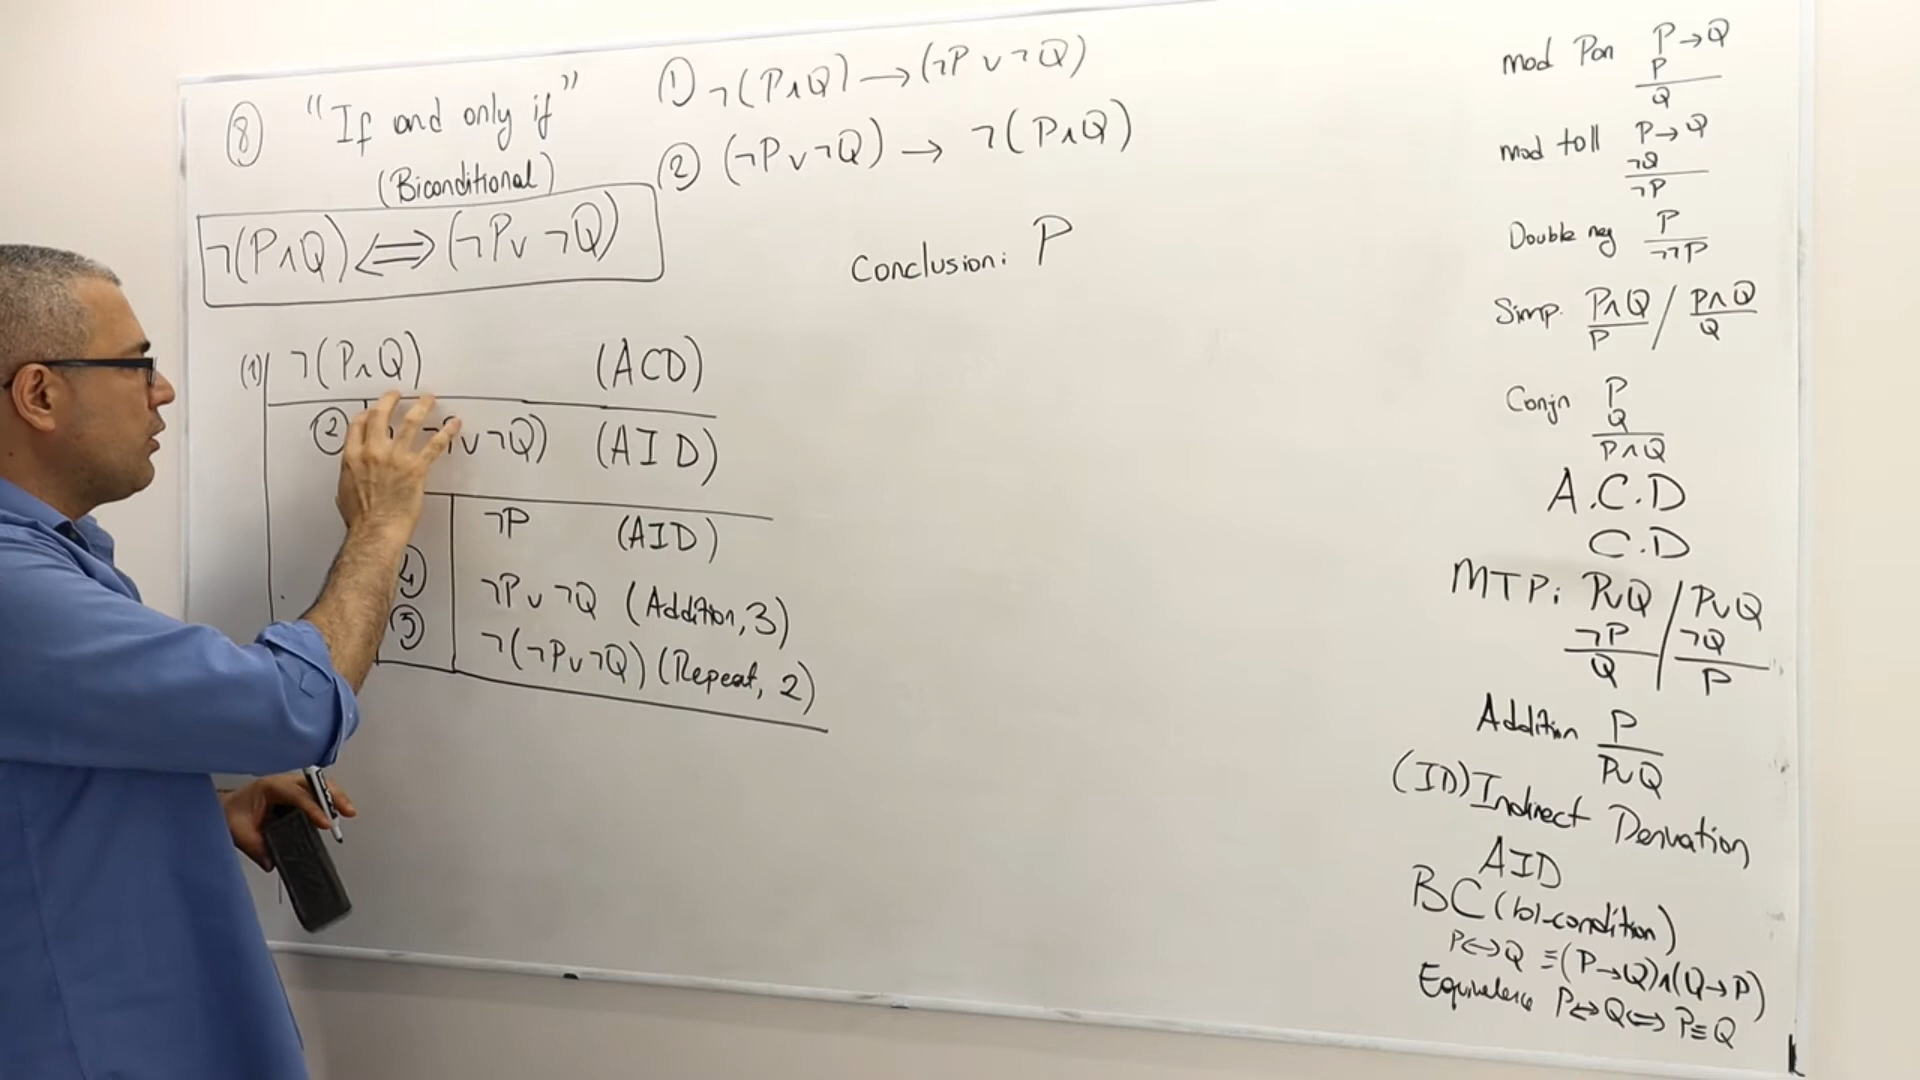 ⑧ "If and only if"
(Biconditional)
¬(P∧Q) ⟺ (¬P∨¬Q)
① ¬(P∧Q) → (¬P∨¬Q)
② (¬P∨¬Q) → ¬(P∧Q)
Conclusion: P
(1) ¬(P∧Q) (ACD)
② ∨¬Q) (AID)
¬P (AID)
④ ¬P∨¬Q (Addition, 3)
⑤ ¬(¬P∨¬Q) (Repeat, 2)
mod Pon P→Q
P
Q
mod toll P→Q
¬Q
¬P
Double neg P
¬¬P
Simp. P∧Q / P∧Q
P Q
Conjn P
Q
P∧Q
A.C.D
C.D
MTP: P∨Q / P∨Q
¬P ¬Q
Q P
Addition P
P∨Q
(ID) Indirect Derivation
AID
BC (bi-condition)
P↔Q ≡ (P→Q)∧(Q→P)
Equivalence P⇔Q ⟺ P≡Q